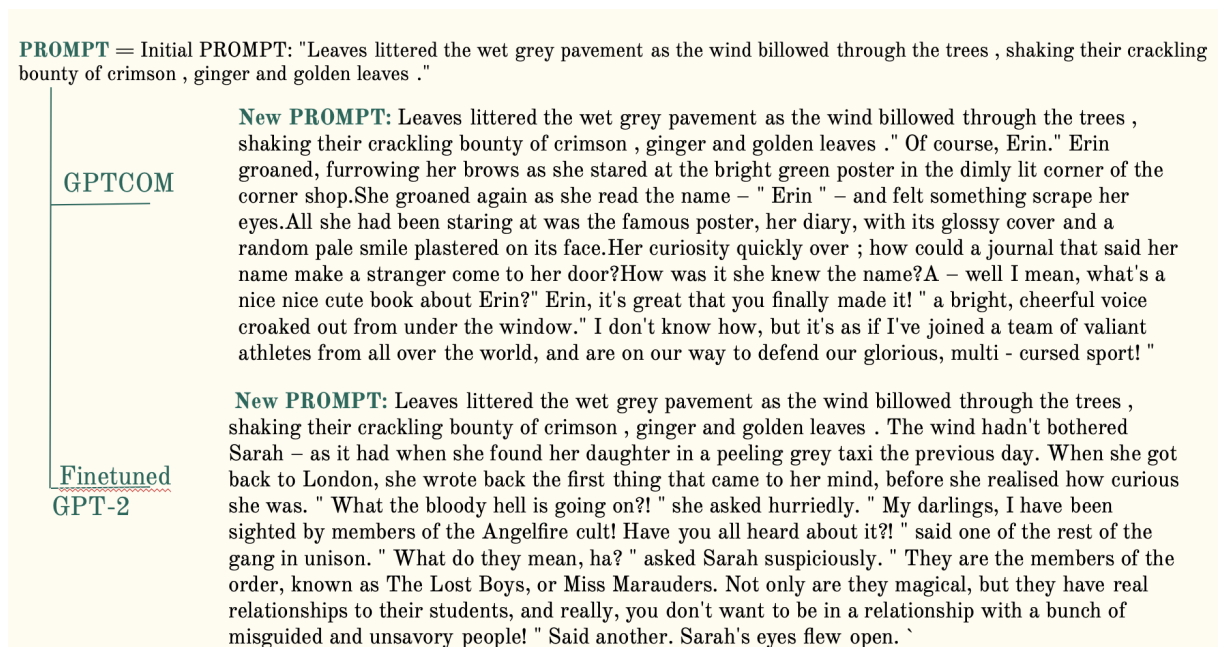 PROMPT = Initial PROMPT: "Leaves littered the wet grey pavement as the wind billowed through the trees , shaking their crackling
bounty of crimson , ginger and golden leaves ."
GPTCOM
New PROMPT: Leaves littered the wet grey pavement as the wind billowed through the trees ,
shaking their crackling bounty of crimson , ginger and golden leaves ." Of course, Erin." Erin
groaned, furrowing her brows as she stared at the bright green poster in the dimly lit corner of the
corner shop.She groaned again as she read the name – " Erin " – and felt something scrape her
eyes.All she had been staring at was the famous poster, her diary, with its glossy cover and a
random pale smile plastered on its face.Her curiosity quickly over ; how could a journal that said her
name make a stranger come to her door?How was it she knew the name?A – well I mean, what's a
nice nice cute book about Erin?" Erin, it's great that you finally made it! " a bright, cheerful voice
croaked out from under the window." I don't know how, but it's as if I've joined a team of valiant
athletes from all over the world, and are on our way to defend our glorious, multi - cursed sport! "
Finetuned
GPT-2
New PROMPT: Leaves littered the wet grey pavement as the wind billowed through the trees ,
shaking their crackling bounty of crimson , ginger and golden leaves . The wind hadn't bothered
Sarah – as it had when she found her daughter in a peeling grey taxi the previous day. When she got
back to London, she wrote back the first thing that came to her mind, before she realised how curious
she was. " What the bloody hell is going on?! " she asked hurriedly. " My darlings, I have been
sighted by members of the Angelfire cult! Have you all heard about it?! " said one of the rest of the
gang in unison. " What do they mean, ha? " asked Sarah suspiciously. " They are the members of the
order, known as The Lost Boys, or Miss Marauders. Not only are they magical, but they have real
relationships to their students, and really, you don't want to be in a relationship with a bunch of
misguided and unsavory people! " Said another. Sarah's eyes flew open. `